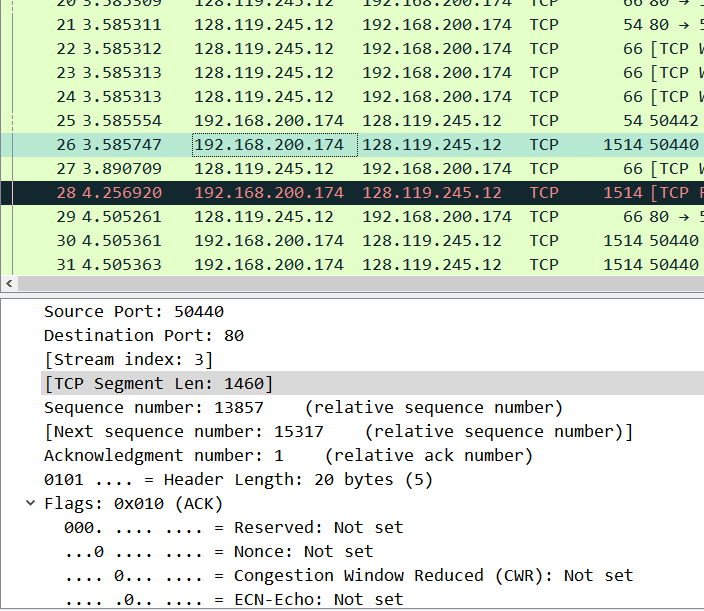 20 3.585309 128.119.245.12 192.168.200.174 TCP 66 80 →
21 3.585311 128.119.245.12 192.168.200.174 TCP 54 80 → 5
22 3.585312 128.119.245.12 192.168.200.174 TCP 66 [TCP W
23 3.585313 128.119.245.12 192.168.200.174 TCP 66 [TCP W
24 3.585313 128.119.245.12 192.168.200.174 TCP 66 [TCP W
25 3.585554 192.168.200.174 128.119.245.12 TCP 54 50442
26 3.585747 192.168.200.174 128.119.245.12 TCP 1514 50440
27 3.890709 128.119.245.12 192.168.200.174 TCP 66 [TCP W
28 4.256920 192.168.200.174 128.119.245.12 TCP 1514 [TCP R
29 4.505261 128.119.245.12 192.168.200.174 TCP 66 80 → 5
30 4.505361 192.168.200.174 128.119.245.12 TCP 1514 50440
31 4.505363 192.168.200.174 128.119.245.12 TCP 1514 50440
Source Port: 50440
Destination Port: 80
[Stream index: 3]
[TCP Segment Len: 1460]
Sequence number: 13857    (relative sequence number)
[Next sequence number: 15317    (relative sequence number)]
Acknowledgment number: 1    (relative ack number)
0101 .... = Header Length: 20 bytes (5)
Flags: 0x010 (ACK)
000. .... .... = Reserved: Not set
...0 .... .... = Nonce: Not set
.... 0... .... = Congestion Window Reduced (CWR): Not set
.... .0.. .... = ECN-Echo: Not set